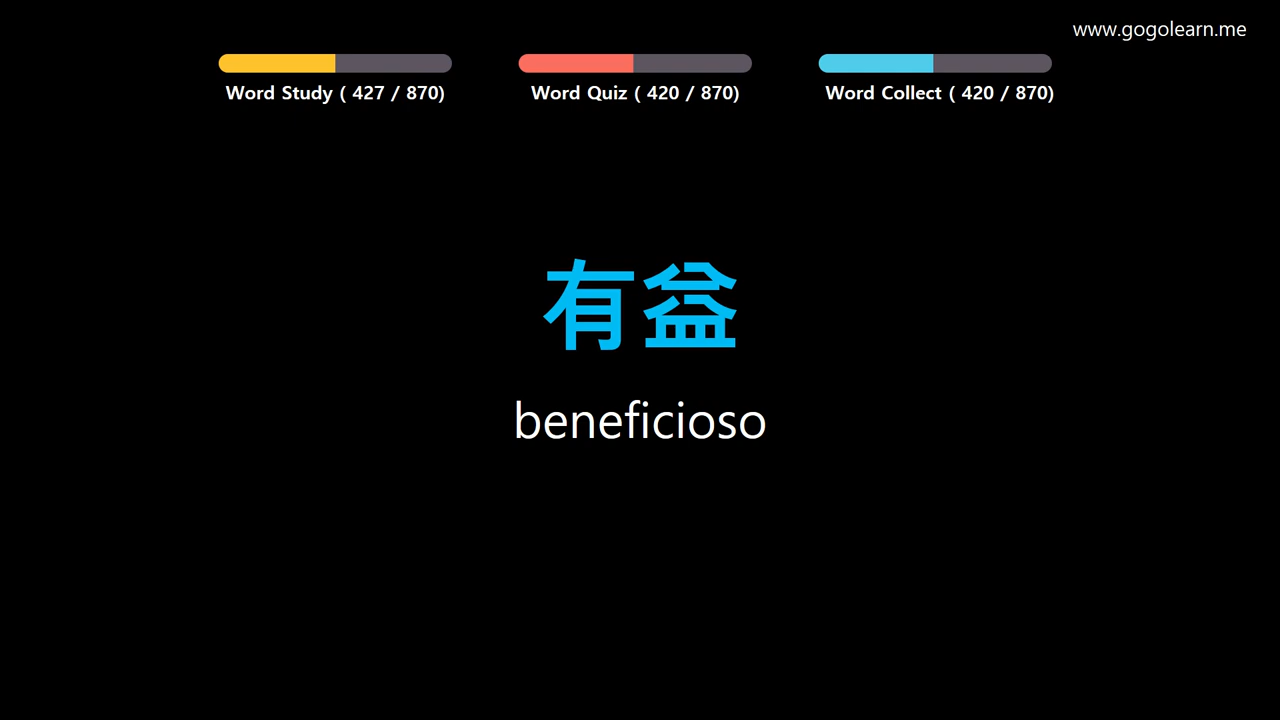 www.gogolearn.me
Word Study ( 427 / 870)
Word Quiz ( 420 / 870)
Word Collect ( 420 / 870)
有益
beneficioso